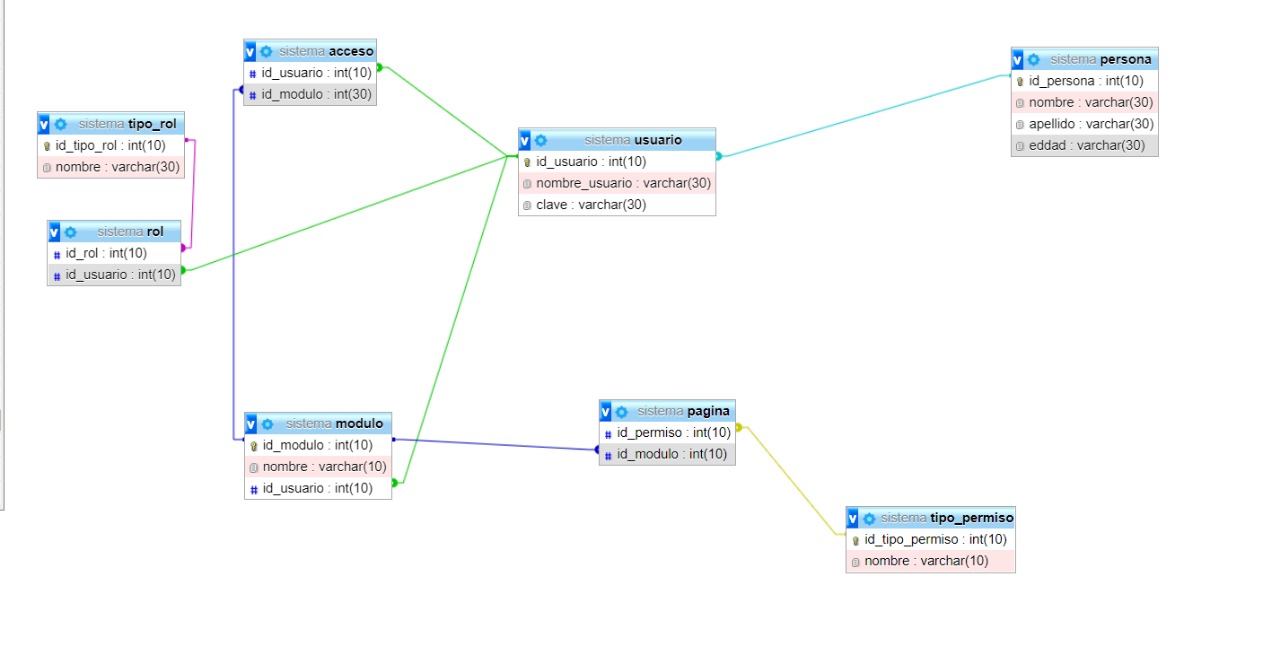 sistema acceso
id_usuario : int(10)
id_modulo : int(30)
sistema persona
id_persona : int(10)
nombre : varchar(30)
apellido : varchar(30)
eddad : varchar(30)
sistema tipo_rol
id_tipo_rol : int(10)
nombre : varchar(30)
sistema usuario
id_usuario : int(10)
nombre_usuario : varchar(30)
clave : varchar(30)
sistema rol
id_rol : int(10)
id_usuario : int(10)
sistema modulo
id_modulo : int(10)
nombre : varchar(10)
id_usuario : int(10)
sistema pagina
id_permiso : int(10)
id_modulo : int(10)
sistema tipo_permiso
id_tipo_permiso : int(10)
nombre : varchar(10)